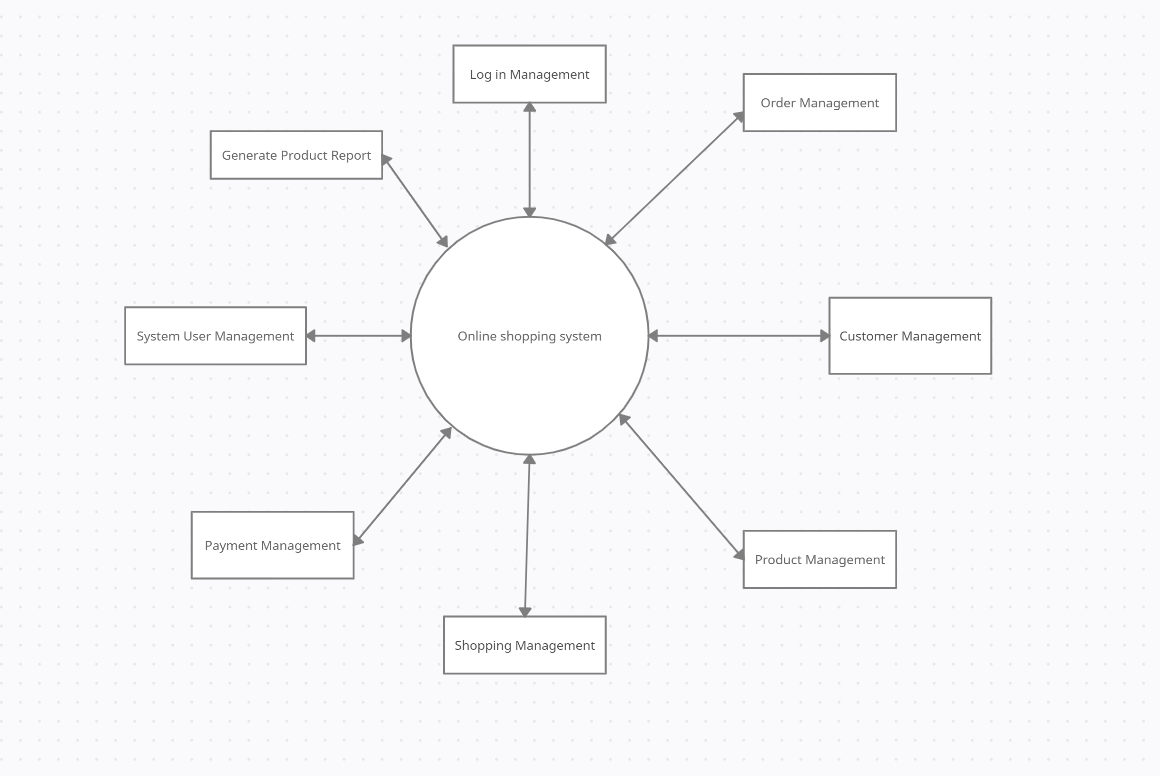 Log in Management
Order Management
Generate Product Report
System User Management
Online shopping system
Customer Management
Payment Management
Product Management
Shopping Management